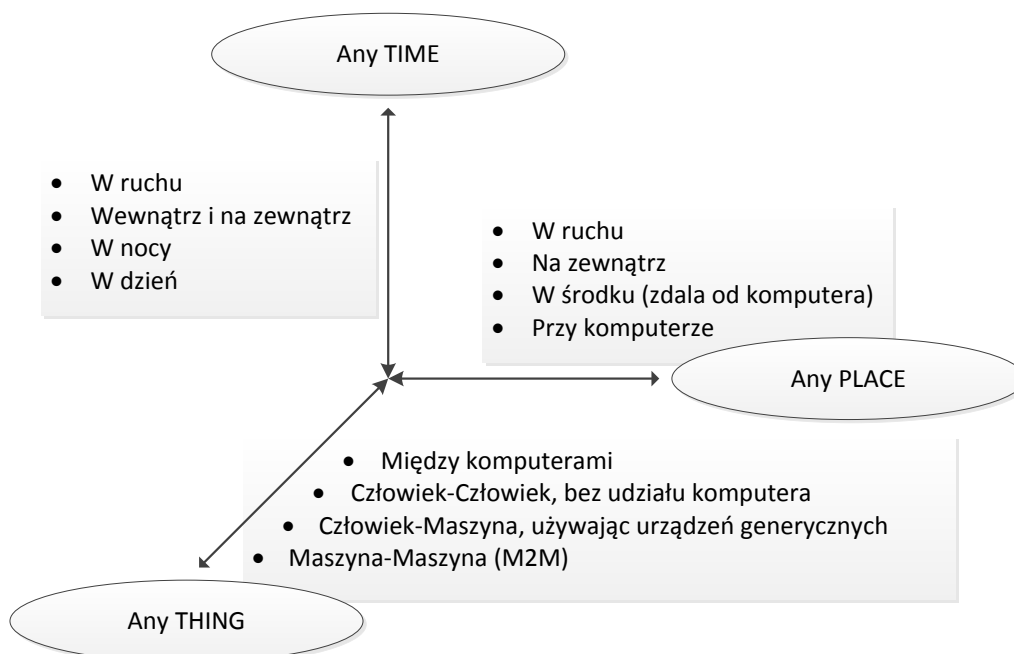 Any TIME
• W ruchu
• Wewnątrz i na zewnątrz
• W nocy
• W dzień
• W ruchu
• Na zewnątrz
• W środku (zdala od komputera)
• Przy komputerze
Any PLACE
• Między komputerami
• Człowiek-Człowiek, bez udziału komputera
• Człowiek-Maszyna, używając urządzeń generycznych
• Maszyna-Maszyna (M2M)
Any THING